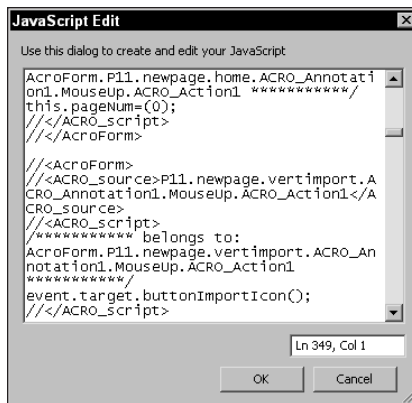 JavaScript Edit
Use this dialog to create and edit your JavaScript
AcroForm.P11.newpage.home.ACRO_Annotati
on1.MouseUp.ACRO_Action1 ***********/
this.pageNum=(0);
//</ACRO_script>
//</AcroForm>

//<AcroForm>
//<ACRO_source>P11.newpage.vertimport.A
CRO_Annotation1.MouseUp.ACRO_Action1</A
CRO_source>
//<ACRO_script>
/*********** belongs to:
AcroForm.P11.newpage.vertimport.ACRO_An
notation1.MouseUp.ACRO_Action1
***********/
event.target.buttonImportIcon();
//</ACRO_script>
Ln 349, Col 1
OK
Cancel